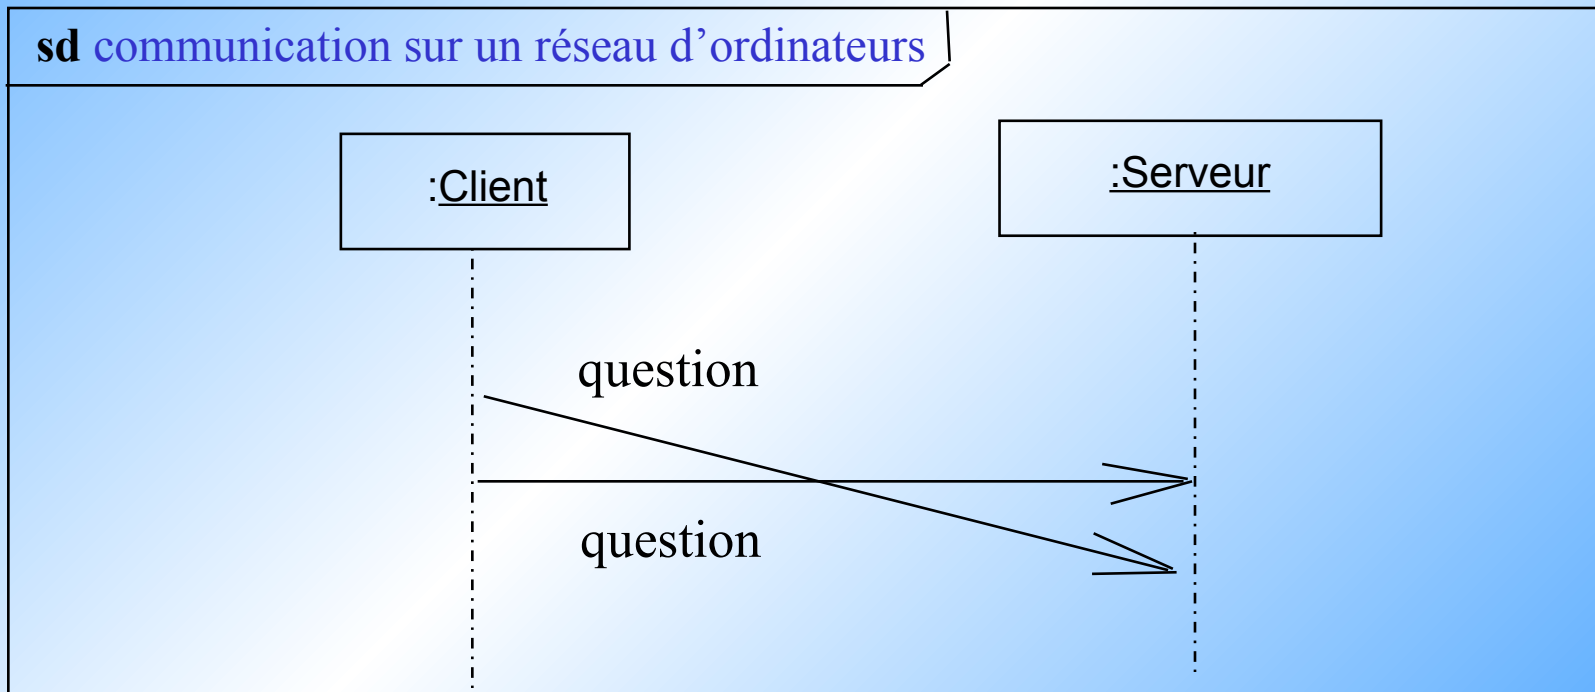 sd communication sur un réseau d’ordinateurs
:Client
:Serveur
question
question